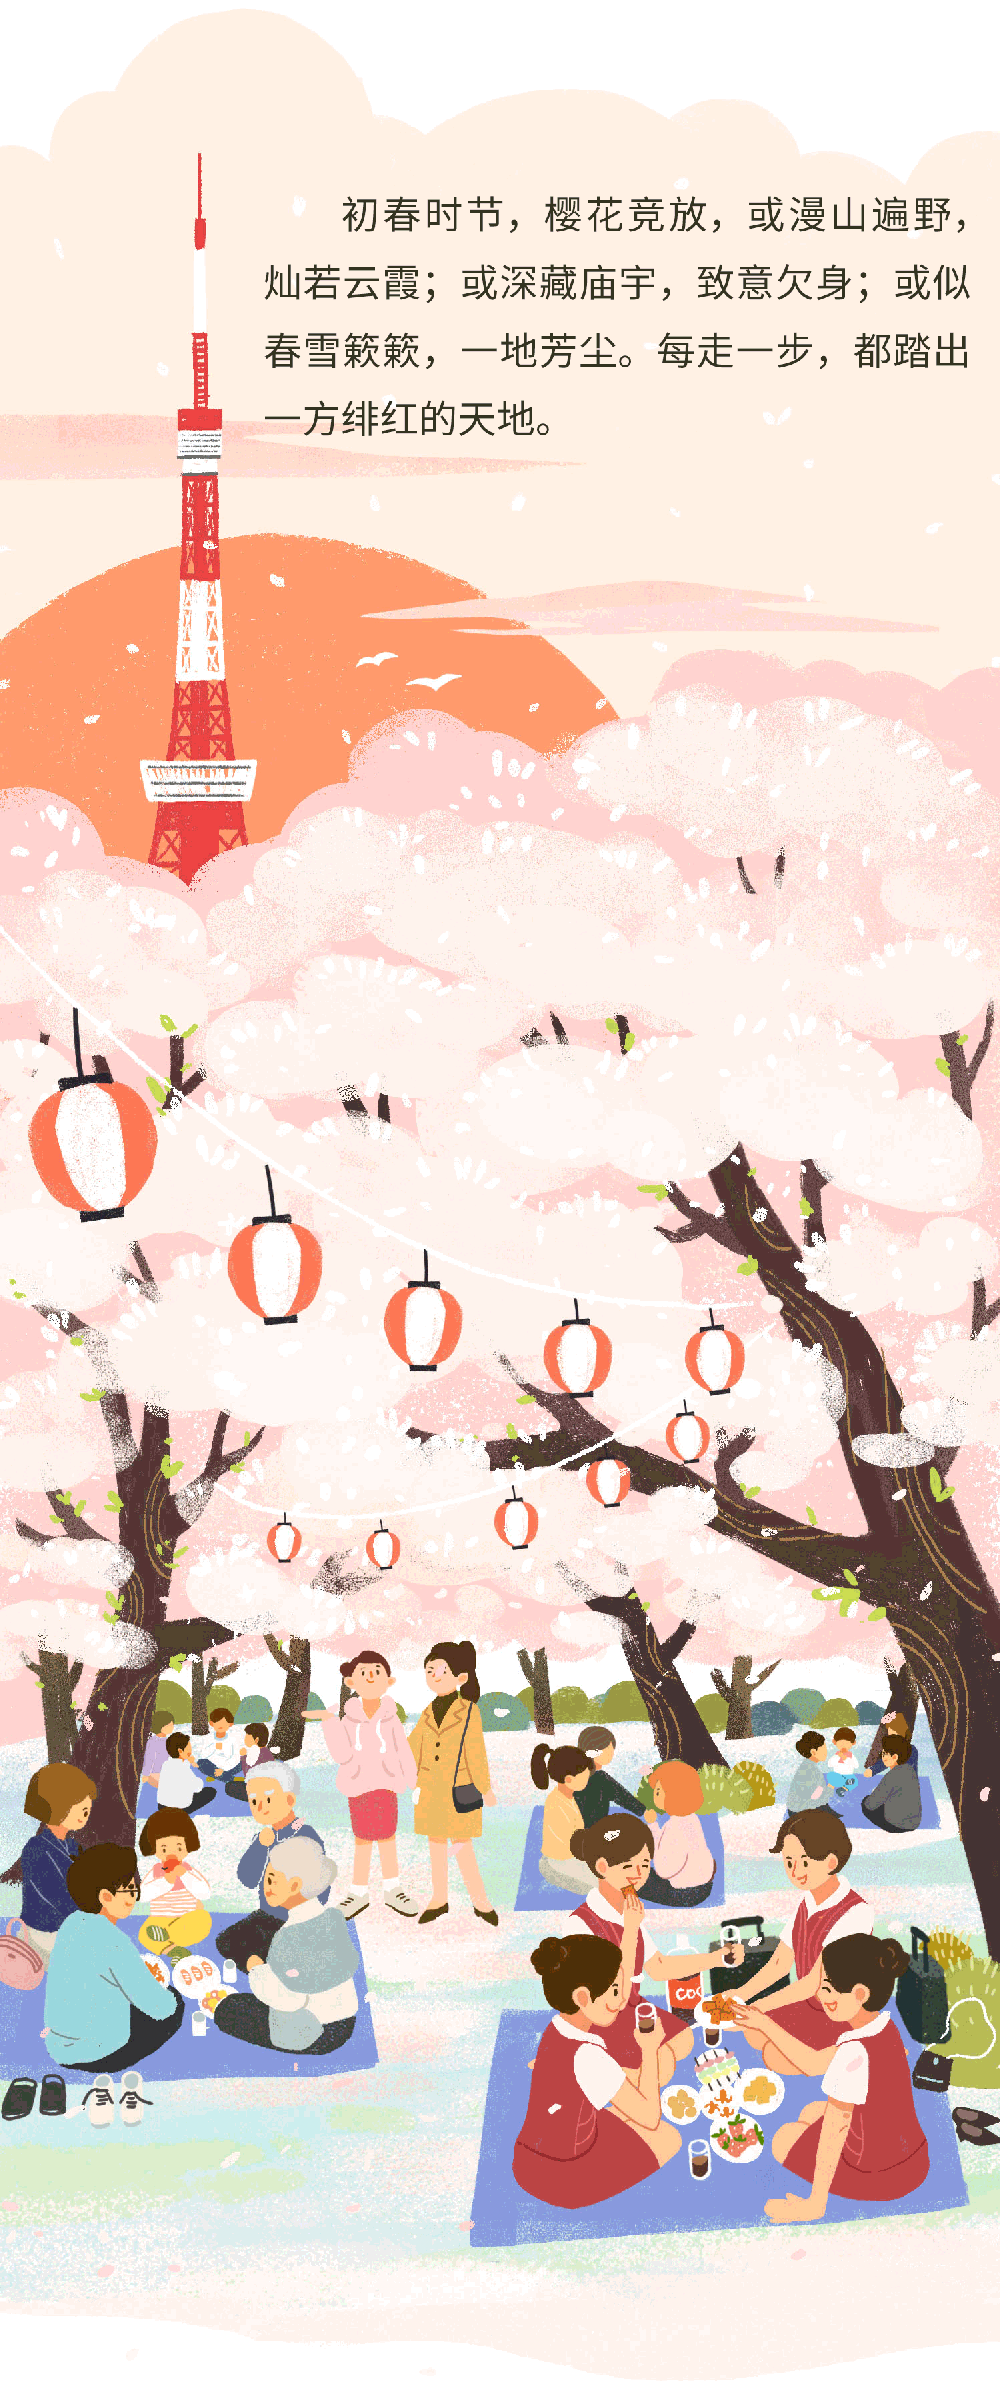 初春时节，樱花竞放，或漫山遍野，
灿若云霞；或深藏庙宇，致意欠身；或似
春雪簌簌，一地芳尘。每走一步，都踏出
一方绯红的天地。
COC